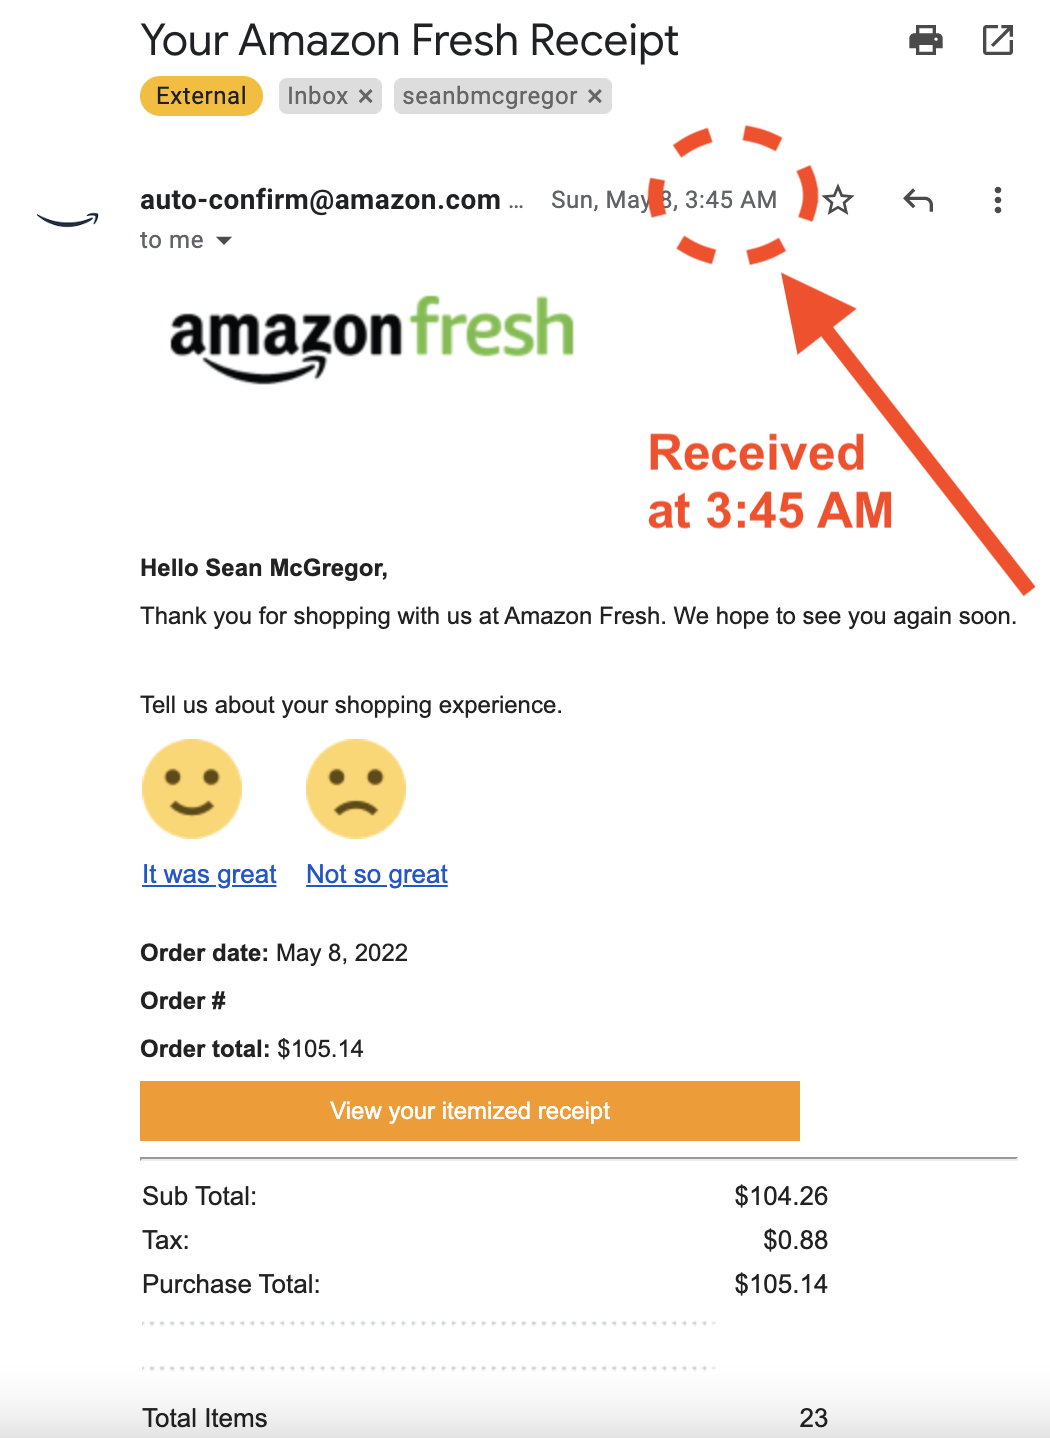 Your Amazon Fresh Receipt
External Inbox × seanbmcgregor ×
auto-confirm@amazon.com ... Sun, May 8, 3:45 AM
to me
amazon fresh
Received
at 3:45 AM
Hello Sean McGregor,
Thank you for shopping with us at Amazon Fresh. We hope to see you again soon.
Tell us about your shopping experience.
It was great Not so great
Order date: May 8, 2022
Order #
Order total: $105.14
View your itemized receipt
Sub Total: $104.26
Tax: $0.88
Purchase Total: $105.14
Total Items 23